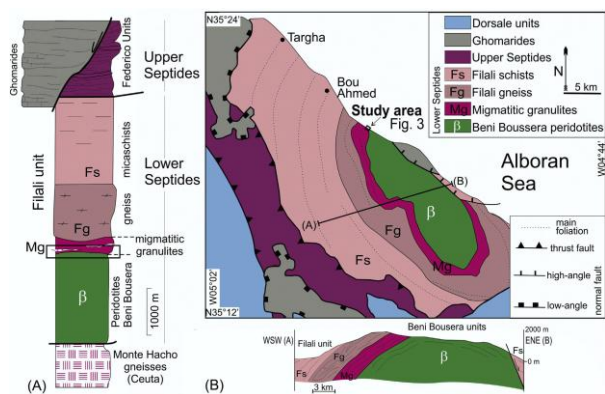 Ghomarides
Federico Units
Upper
Septides
Filali unit
micaschists
Fs
gneiss
Fg
Lower
Septides
Mg
migmatitic
granulites
Peridotites
Beni Bousera
β
1000 m
Monte Hacho
gneisses
(Ceuta)
(A)
N35°24'
Targha
Bou
Ahmed
Study area
Fig. 3
(B)
(A)
Fs
Fg
Mg
β
Alboran
Sea
W04°44'
W05°02'
N35°12'
Dorsale units
Ghomarides
Upper Septides
Lower Septides
Fs Filali schists
Fg Filali gneiss
Mg Migmatitic granulites
β Beni Boussera peridotites
N
5 km
main
foliation
thrust fault
high-angle
low-angle
normal fault
(B)
WSW (A)
Filali unit
Beni Bousera units
2000 m
ENE (B)
0 m
Fs
Fg
Mg
β
Fs
3 km